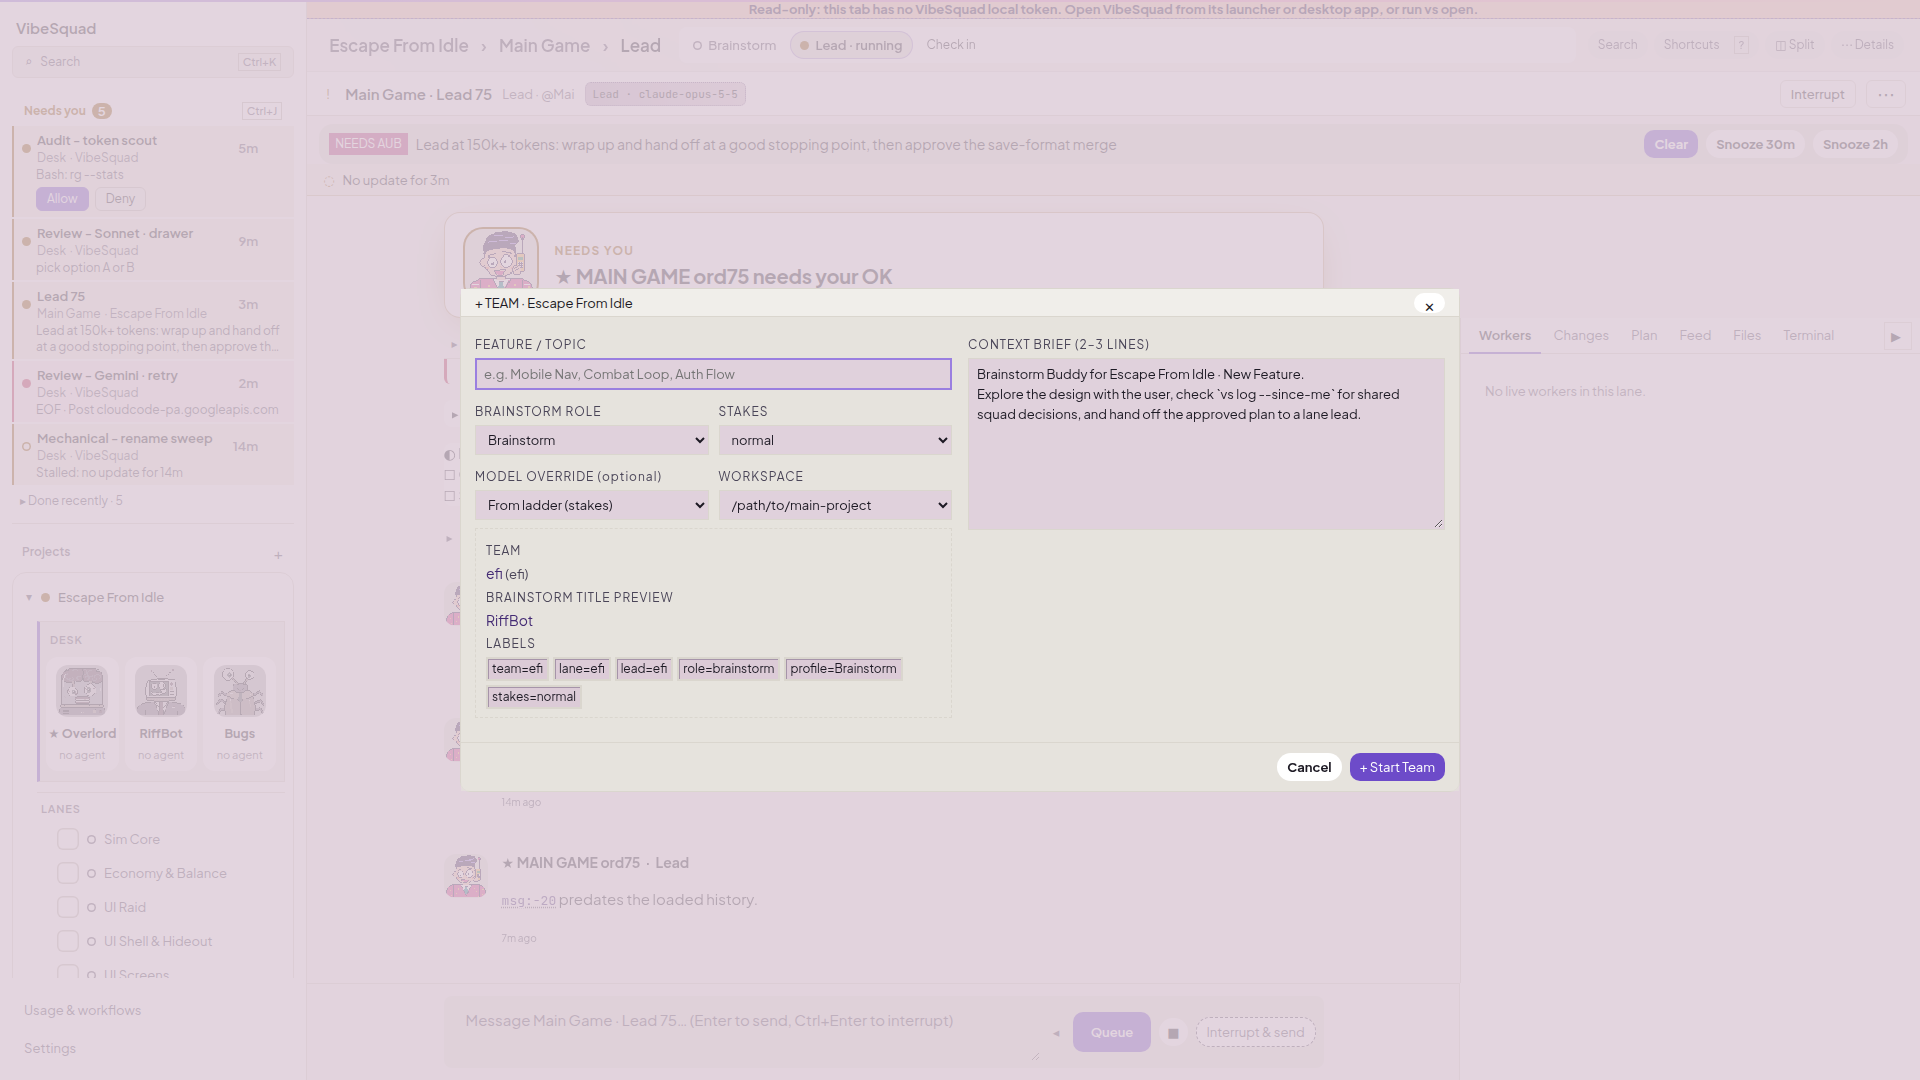 VibeSquad
Search
Ctrl+K
Needs you 5
Ctrl+J
Audit - token scout
5m
Desk · VibeSquad
Bash: rg --stats
Allow
Deny
Review - Sonnet · drawer
9m
Desk · VibeSquad
pick option A or B
Lead 75
3m
Main Game · Escape From Idle
Lead at 150k+ tokens: wrap up and hand off
at a good stopping point, then approve th...
Review - Gemini · retry
2m
Desk · VibeSquad
EOF · Post cloudcode-pa.googleapis.com
Mechanical - rename sweep
14m
Desk · VibeSquad
Stalled: no update for 14m
▸ Done recently · 5
Projects
+
▾ Escape From Idle
DESK
★ Overlord
no agent
RiffBot
no agent
Bugs
no agent
LANES
Sim Core
Economy & Balance
UI Raid
UI Shell & Hideout
UI Screens
Usage & workflows
Settings
Read-only: this tab has no VibeSquad local token. Open VibeSquad from its launcher or desktop app, or run vs open.
Escape From Idle › Main Game › Lead
Brainstorm
Lead · running
Check in
Search
Shortcuts ?
Split
··· Details
! Main Game · Lead 75
Lead · @Mai
Lead · claude-opus-5-5
Interrupt
···
NEEDS AUB
Lead at 150k+ tokens: wrap up and hand off at a good stopping point, then approve the save-format merge
Clear
Snooze 30m
Snooze 2h
No update for 3m
NEEDS YOU
★ MAIN GAME ord75 needs your OK
+ TEAM · Escape From Idle
×
FEATURE / TOPIC
e.g. Mobile Nav, Combat Loop, Auth Flow
BRAINSTORM ROLE
Brainstorm
STAKES
normal
MODEL OVERRIDE (optional)
From ladder (stakes)
WORKSPACE
/path/to/main-project
TEAM
efi (efi)
BRAINSTORM TITLE PREVIEW
RiffBot
LABELS
team=efi
lane=efi
lead=efi
role=brainstorm
profile=Brainstorm
stakes=normal
CONTEXT BRIEF (2–3 LINES)
Brainstorm Buddy for Escape From Idle · New Feature.
Explore the design with the user, check `vs log --since-me` for shared
squad decisions, and hand off the approved plan to a lane lead.
Cancel
+ Start Team
14m ago
★ MAIN GAME ord75 · Lead
msg:-20 predates the loaded history.
7m ago
Message Main Game · Lead 75... (Enter to send, Ctrl+Enter to interrupt)
Queue
Interrupt & send
Workers
Changes
Plan
Feed
Files
Terminal
No live workers in this lane.